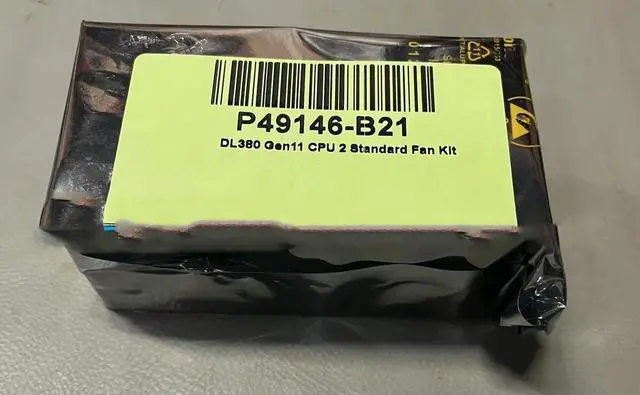 P49146-B21
DL380 Gen11 CPU 2 Standard Fan Kit